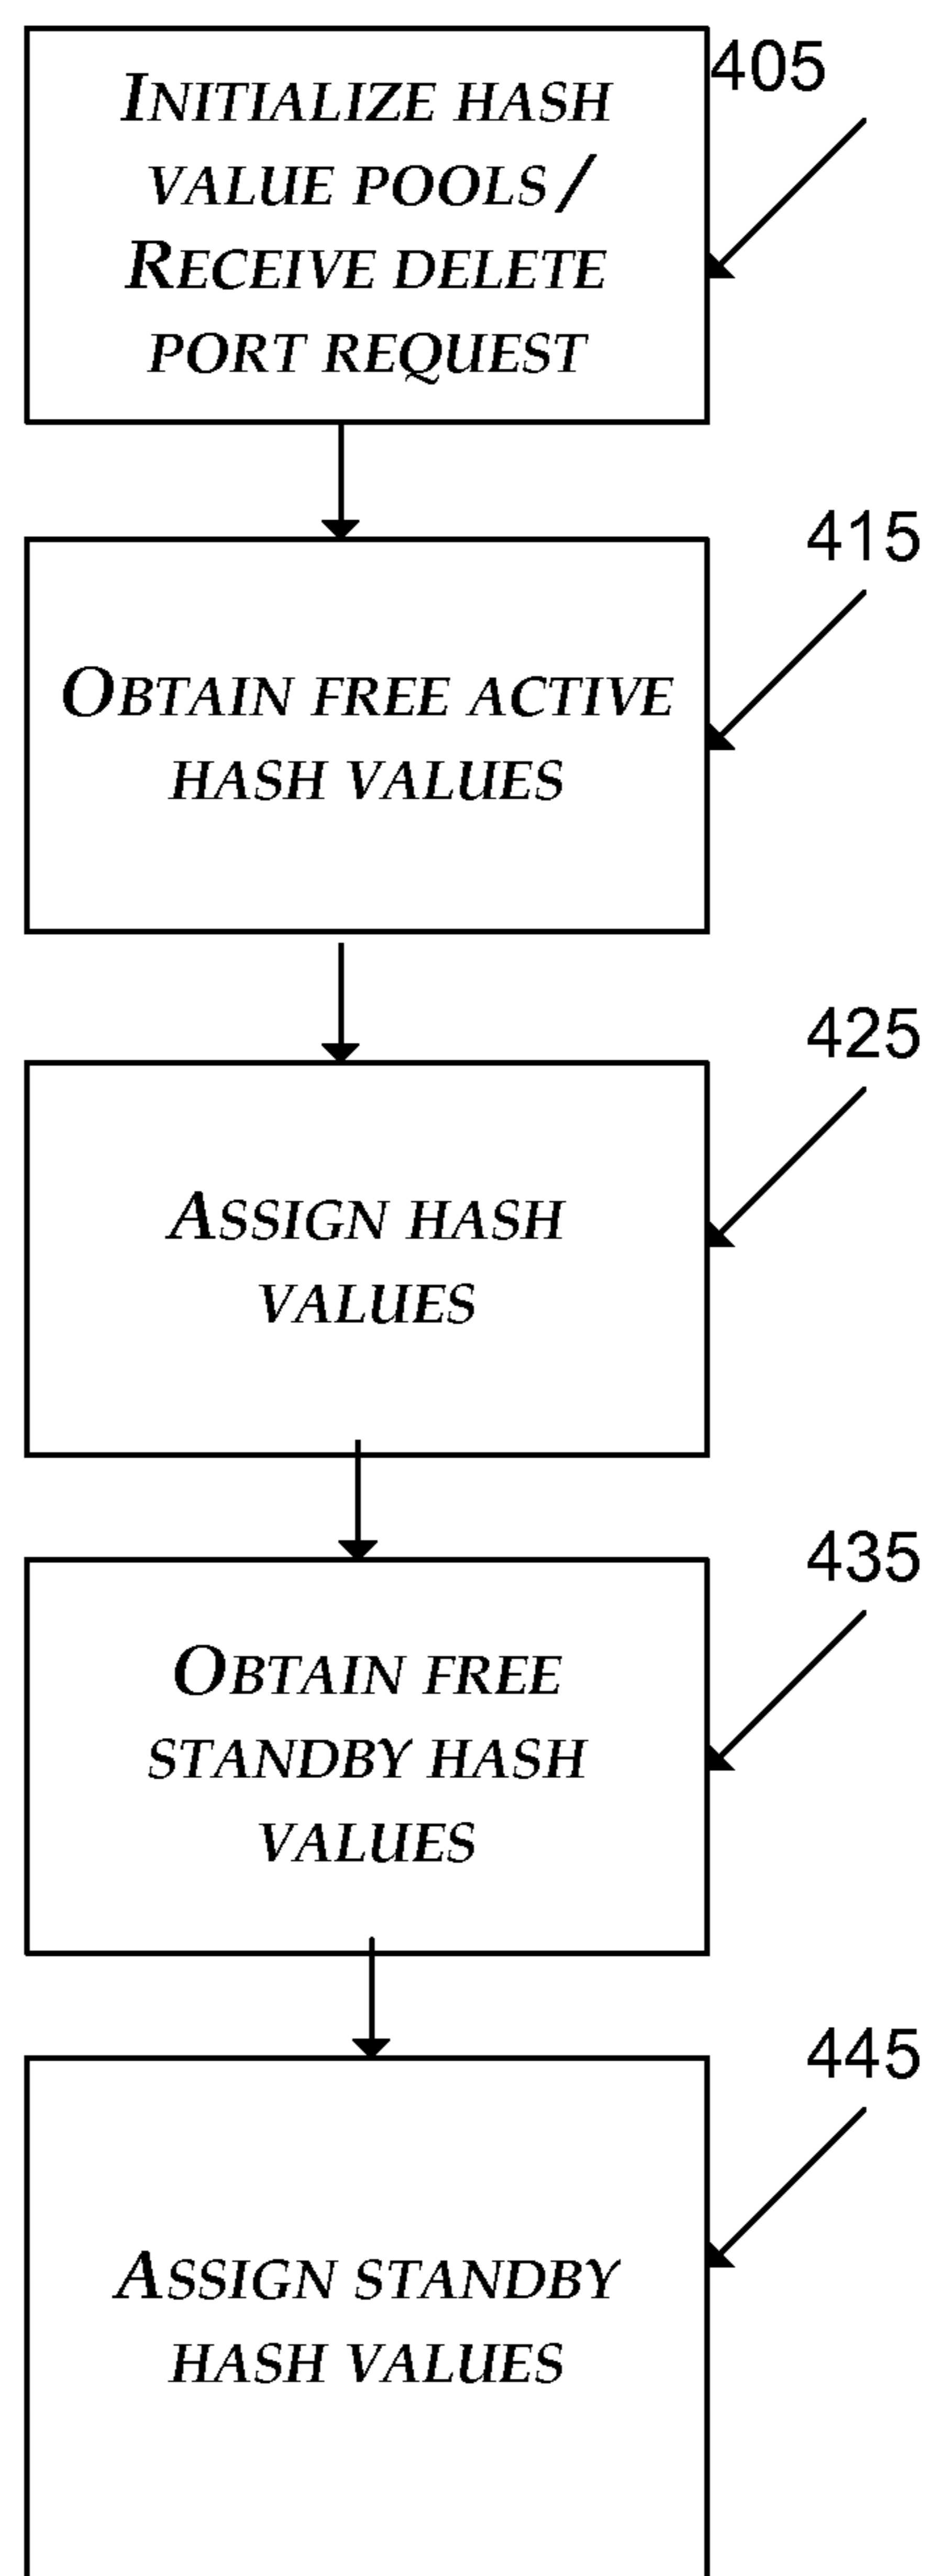 INITIALIZE HASH
VALUE POOLS /
RECEIVE DELETE
PORT REQUEST
405
OBTAIN FREE ACTIVE
HASH VALUES
415
ASSIGN HASH
VALUES
425
OBTAIN FREE
STANDBY HASH
VALUES
435
ASSIGN STANDBY
HASH VALUES
445